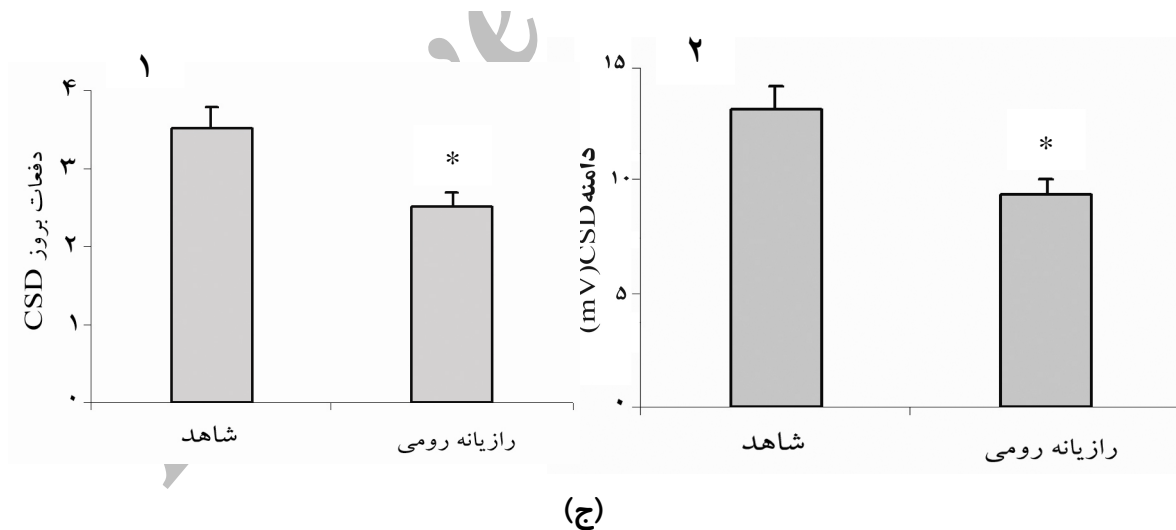 ۱
۴
۳
۲
۱
۰
دفعات بروز CSD
*
شاهد
رازیانه رومی
۲
۱۵
۱۰
۵
۰
دامنه CSD(mV)
*
شاهد
رازیانه رومی
(ج)